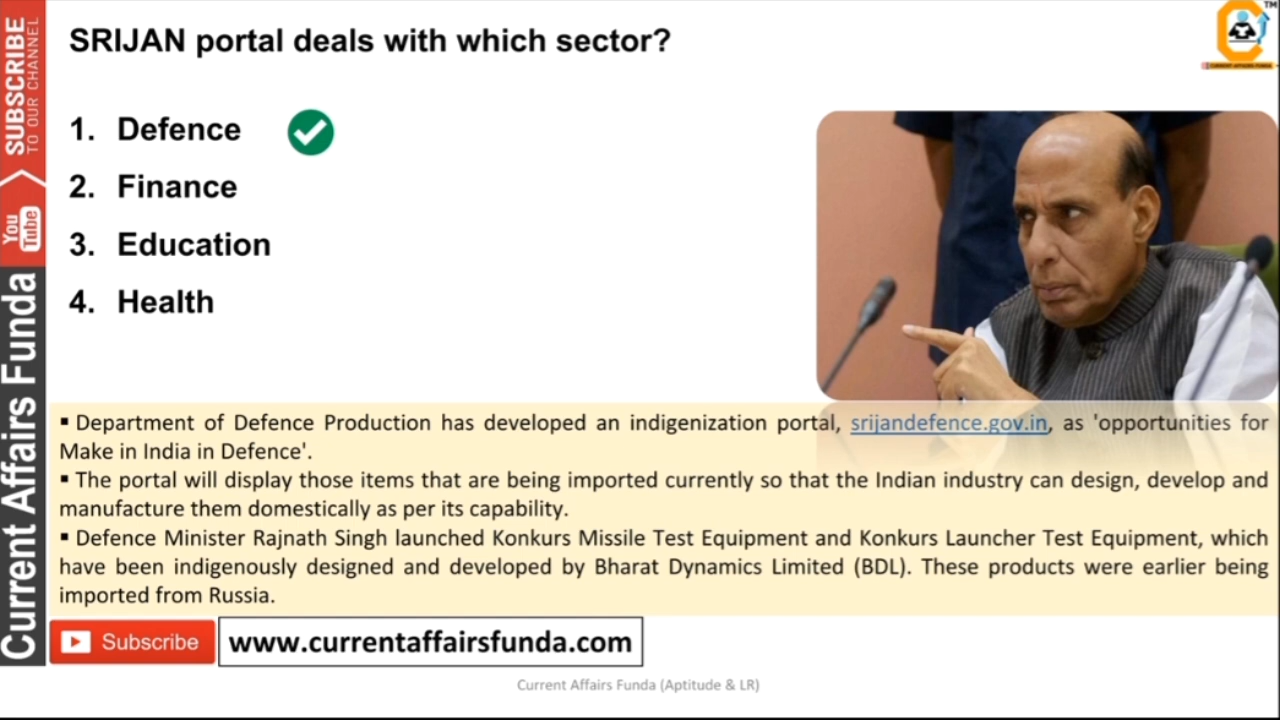 SUBSCRIBE
TO OUR CHANNEL
You
Tube
Current Affairs Funda
SRIJAN portal deals with which sector?
TM
CURRENT AFFAIRS FUNDA
1. Defence
2. Finance
3. Education
4. Health
▪ Department of Defence Production has developed an indigenization portal, srijandefence.gov.in, as 'opportunities for
Make in India in Defence'.
▪ The portal will display those items that are being imported currently so that the Indian industry can design, develop and
manufacture them domestically as per its capability.
▪ Defence Minister Rajnath Singh launched Konkurs Missile Test Equipment and Konkurs Launcher Test Equipment, which
have been indigenously designed and developed by Bharat Dynamics Limited (BDL). These products were earlier being
imported from Russia.
Subscribe
www.currentaffairsfunda.com
Current Affairs Funda (Aptitude & LR)